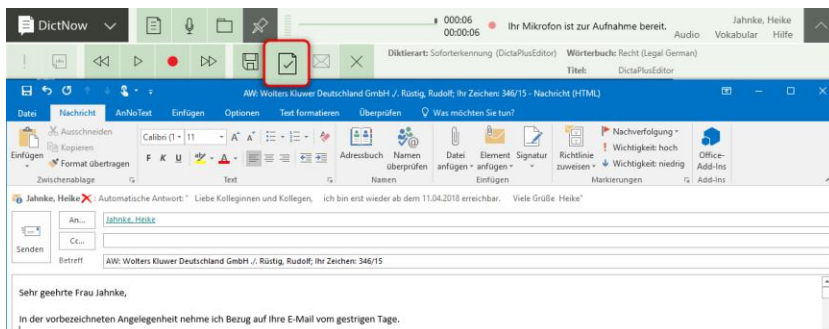 DictNow
000:06
00:00:06
Ihr Mikrofon ist zur Aufnahme bereit.
Jahnke, Heike
Audio Vokabular Hilfe
Diktierart: Soforterkennung (DictaPlusEditor) Wörterbuch: Recht (Legal German)
Titel: DictaPlusEditor
AW: Wolters Kluwer Deutschland GmbH ./. Rüstig, Rudolf; Ihr Zeichen: 346/15 - Nachricht (HTML)
Datei Nachricht AnNoText Einfügen Optionen Text formatieren Überprüfen Was möchten Sie tun?
Einfügen
Ausschneiden
Kopieren
Format übertragen
Zwischenablage
Calibri (T 11
F K U
Text
Adressbuch
Namen überprüfen
Namen
Datei anfügen
Element anfügen
Signatur
Einfügen
Richtlinie zuweisen
Nachverfolgung
Wichtigkeit: hoch
Wichtigkeit: niedrig
Markierungen
Office-Add-Ins
Add-Ins
Jahnke, Heike : Automatische Antwort: " Liebe Kolleginnen und Kollegen, ich bin erst wieder ab dem 11.04.2018 erreichbar. Viele Grüße Heike"
Senden
An... Jahnke, Heike
Cc...
Betreff AW: Wolters Kluwer Deutschland GmbH ./. Rüstig, Rudolf; Ihr Zeichen: 346/15
Sehr geehrte Frau Jahnke,
In der vorbezeichneten Angelegenheit nehme ich Bezug auf Ihre E-Mail vom gestrigen Tage.